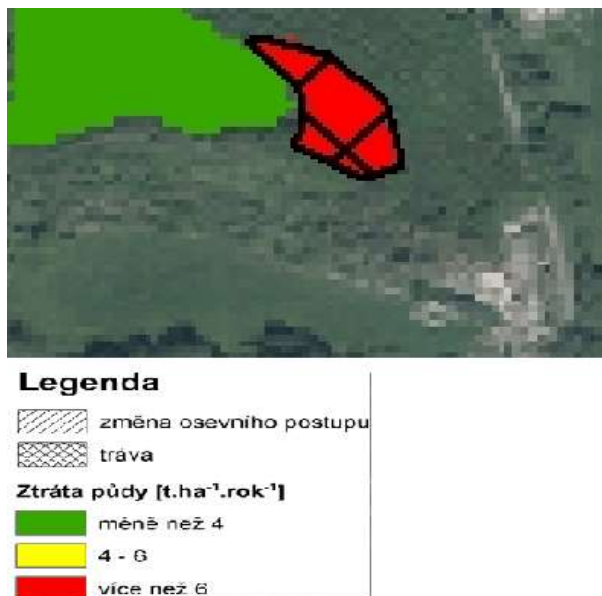 Legenda
změna osevního postupu
tráva
Ztráta půdy [t.ha⁻¹.rok⁻¹]
méně než 4
4 - 6
více než 6